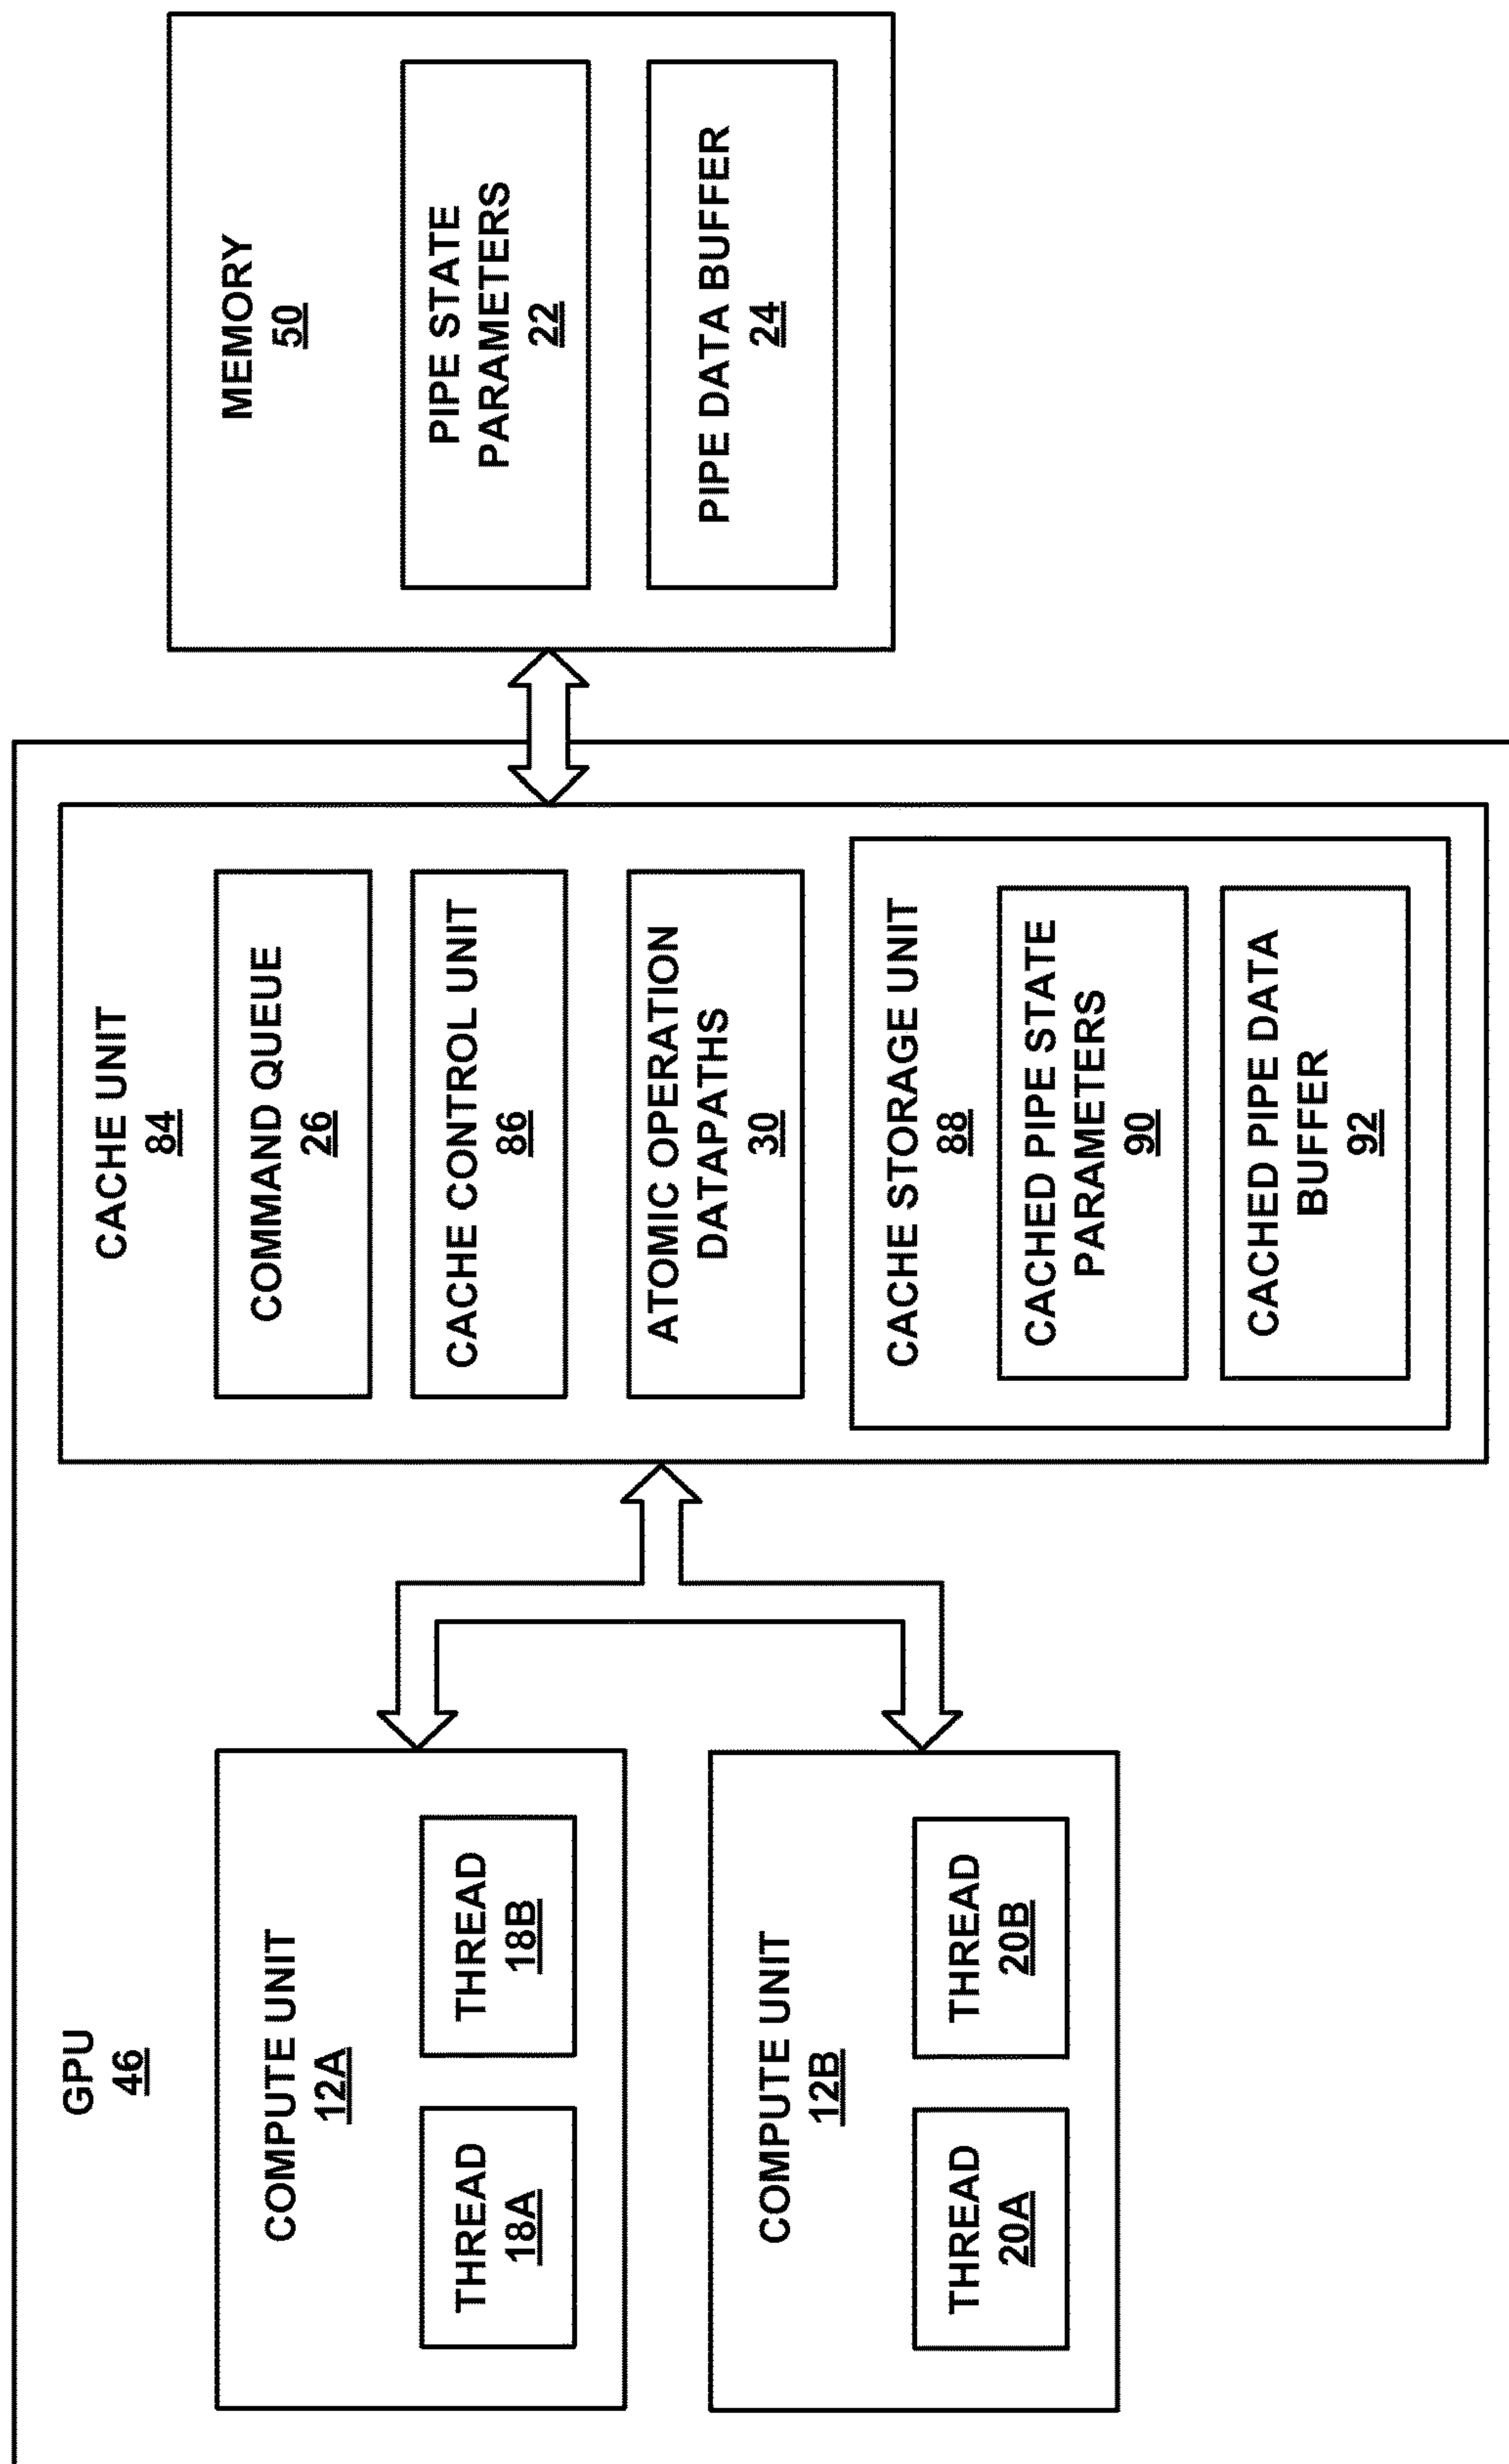 GPU
46
COMPUTE UNIT
12A
THREAD
18A
THREAD
18B
COMPUTE UNIT
12B
THREAD
20A
THREAD
20B
CACHE UNIT
84
COMMAND QUEUE
26
CACHE CONTROL UNIT
86
ATOMIC OPERATION
DATAPATHS
30
CACHE STORAGE UNIT
88
CACHED PIPE STATE
PARAMETERS
90
CACHED PIPE DATA
BUFFER
92
MEMORY
50
PIPE STATE
PARAMETERS
22
PIPE DATA BUFFER
24